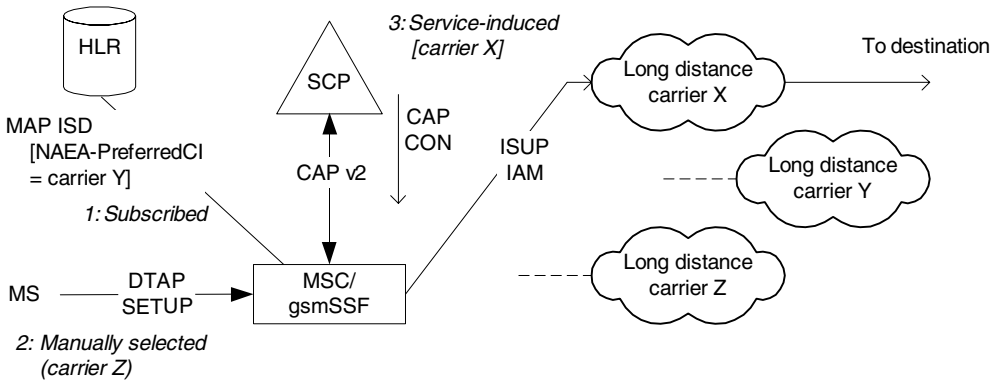 HLR
MAP ISD
[NAEA-PreferredCI
= carrier Y]
1: Subscribed
SCP
CAP v2
3: Service-induced
[carrier X]
CAP
CON
MS
DTAP
SETUP
2: Manually selected
(carrier Z)
MSC/
gsmSSF
ISUP
IAM
Long distance
carrier X
To destination
Long distance
carrier Y
Long distance
carrier Z